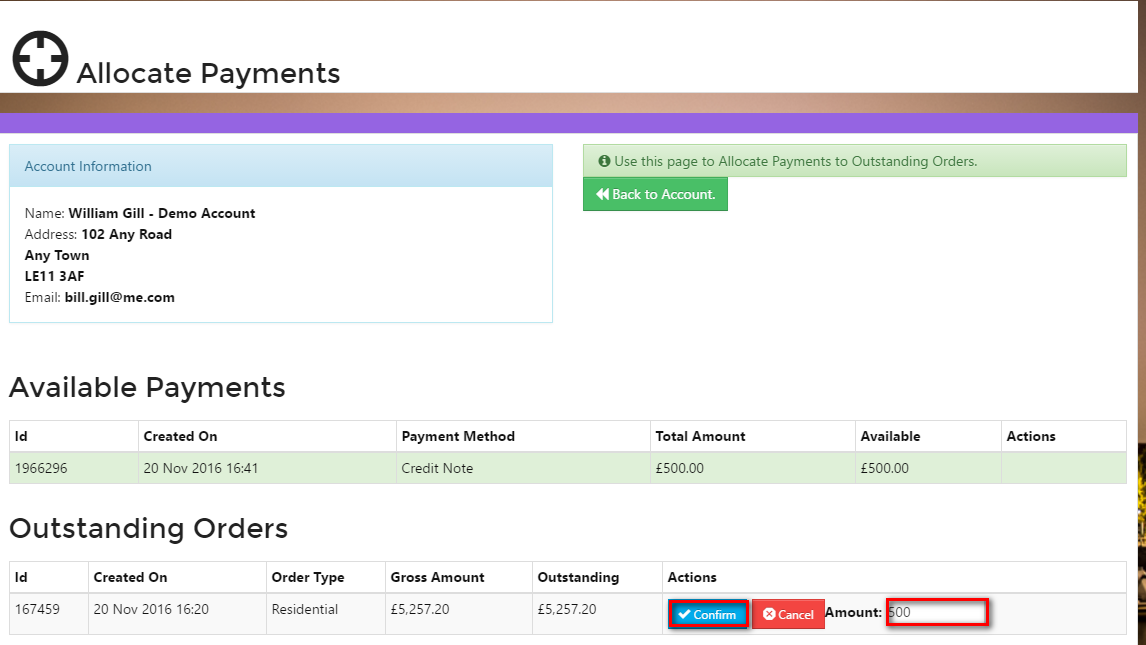 Allocate Payments
Account Information
Name: William Gill - Demo Account
Address: 102 Any Road
Any Town
LE11 3AF
Email: bill.gill@me.com
Use this page to Allocate Payments to Outstanding Orders.
Back to Account.
Available Payments
Id Created On Payment Method Total Amount Available Actions
1966296 20 Nov 2016 16:41 Credit Note £500.00 £500.00
Outstanding Orders
Id Created On Order Type Gross Amount Outstanding Actions
167459 20 Nov 2016 16:20 Residential £5,257.20 £5,257.20 Confirm Cancel Amount: 500